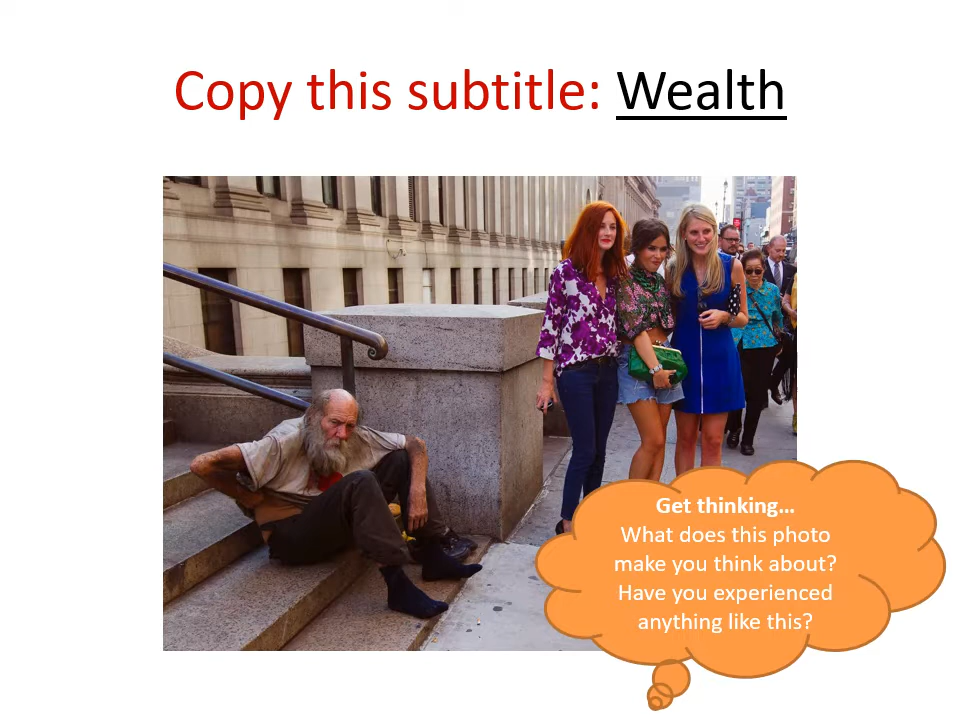 Copy this subtitle: Wealth
Get thinking…
What does this photo
make you think about?
Have you experienced
anything like this?